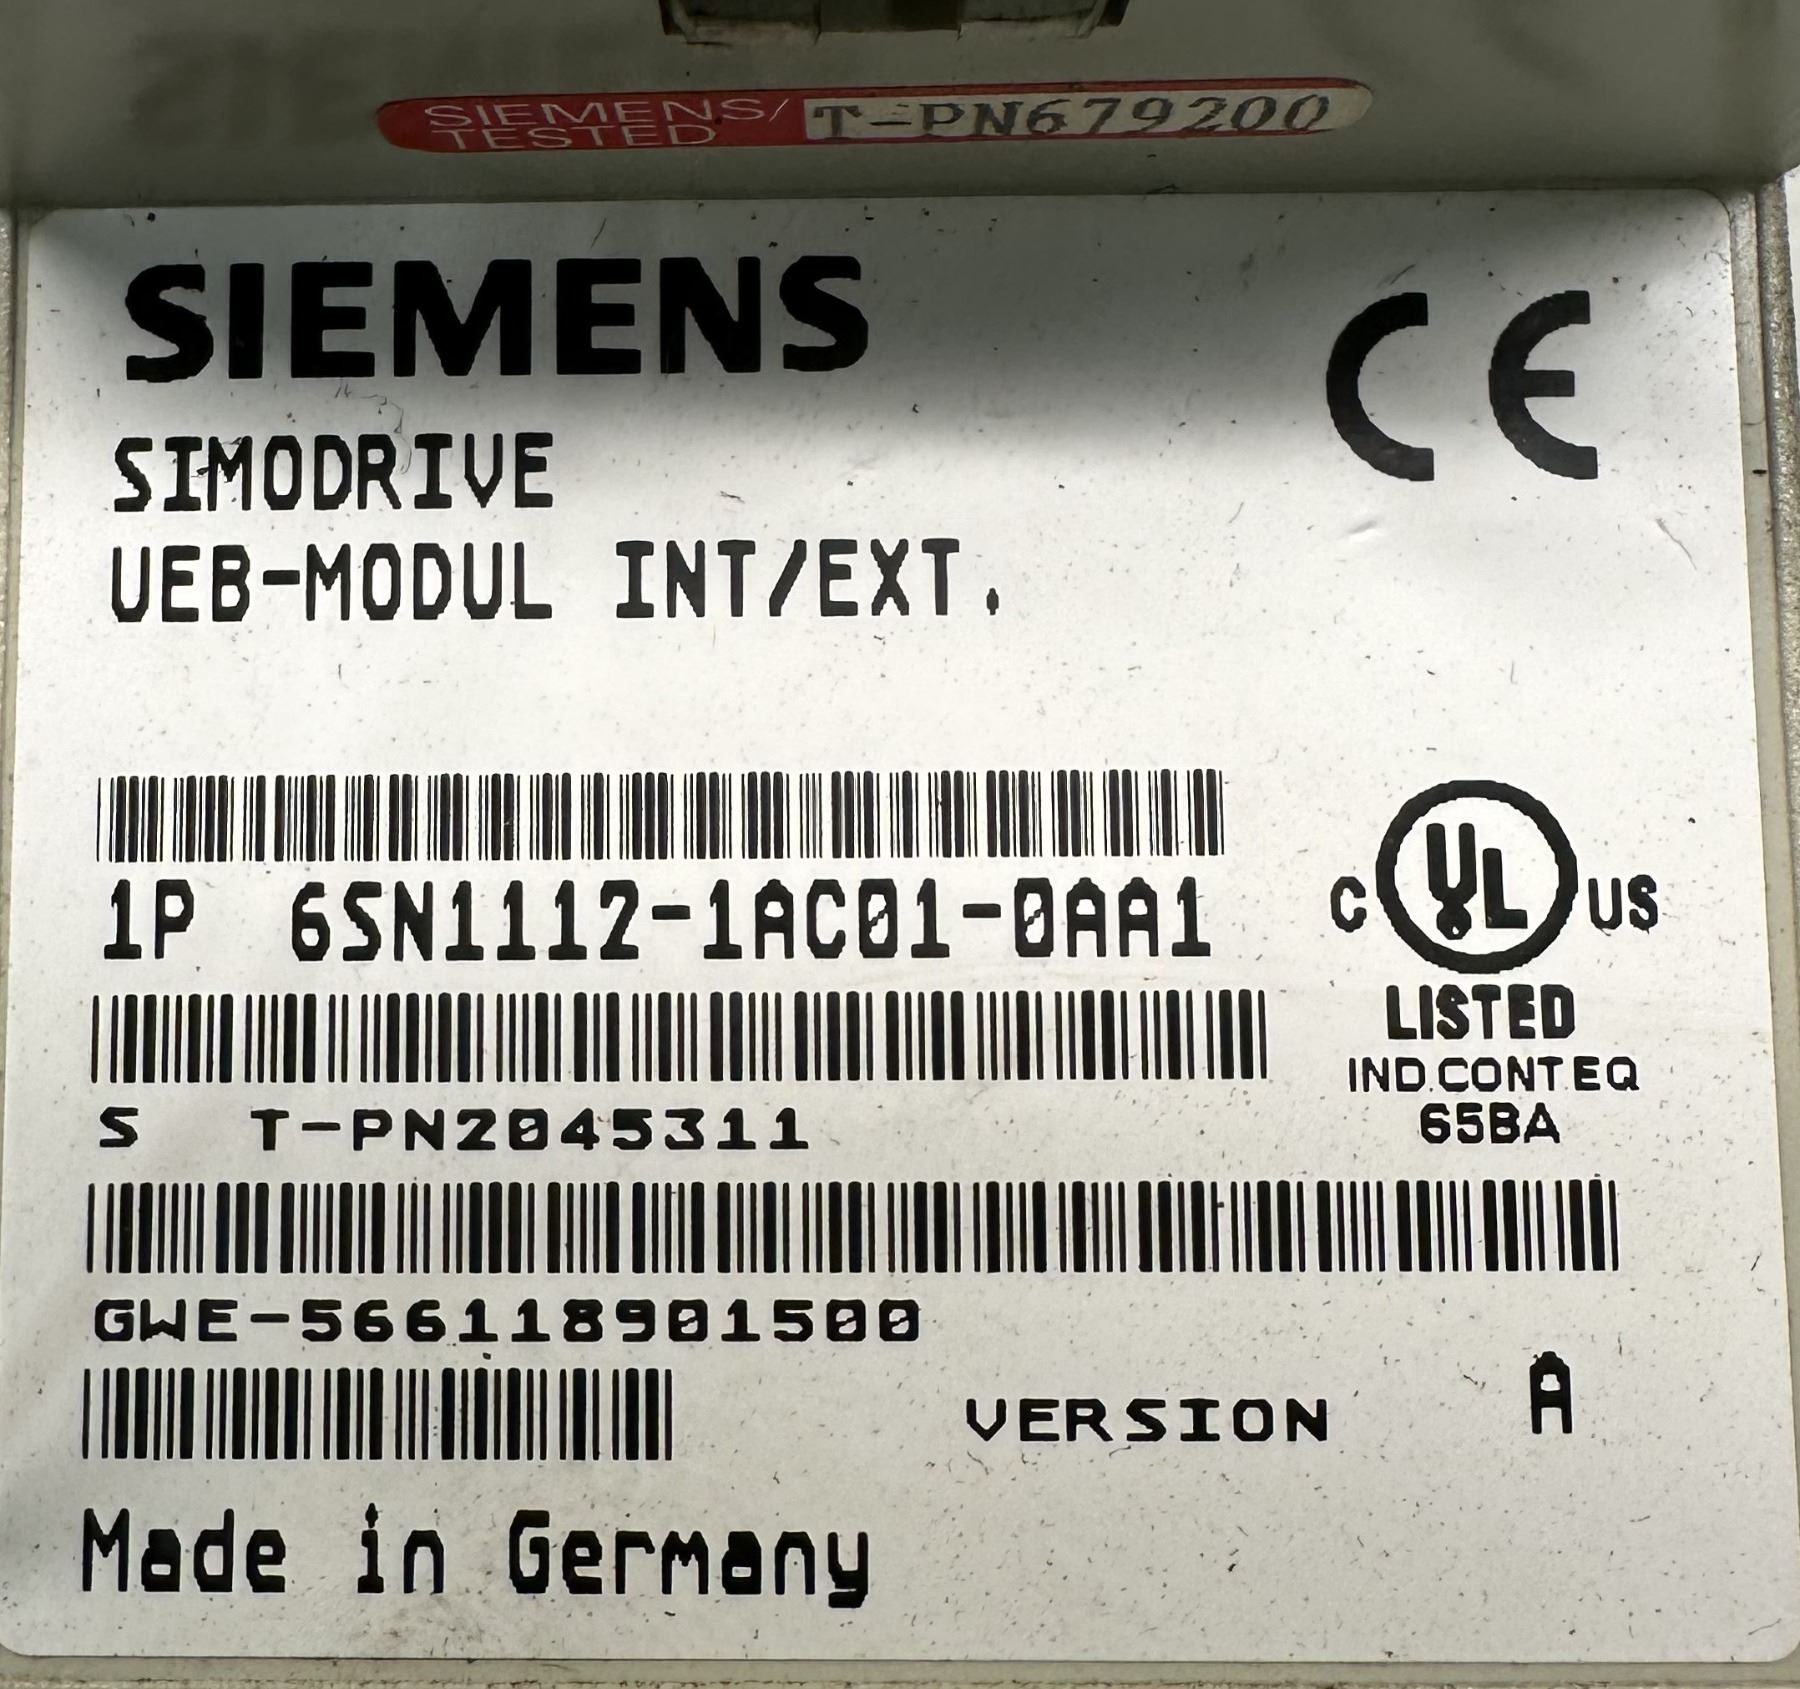 SIEMENS/
TESTED
T-PN679200
SIEMENS
CE
SIMODRIVE
UEB-MODUL INT/EXT.
1P 6SN1112-1AC01-0AA1
C UL US
LISTED
IND.CONT.EQ
65BA
S T-PN2045311
GWE-566118901500
VERSION A
Made in Germany